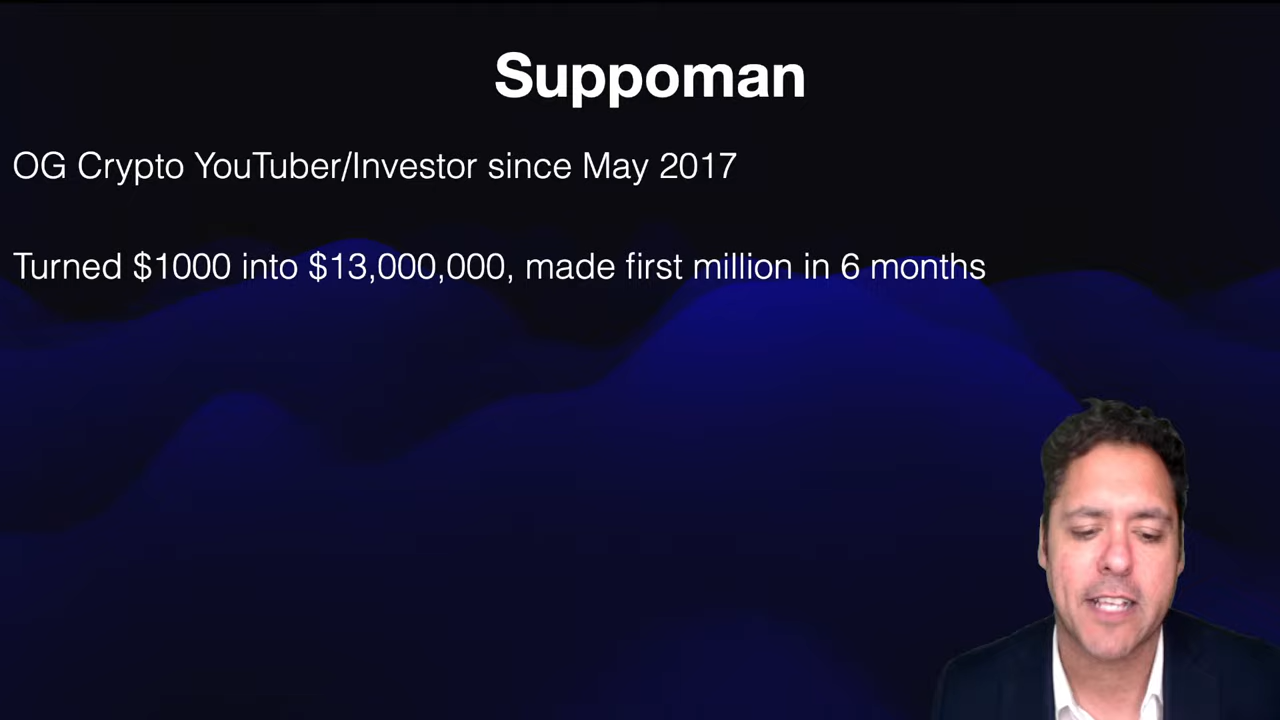 Suppoman
OG Crypto YouTuber/Investor since May 2017
Turned $1000 into $13,000,000, made first million in 6 months